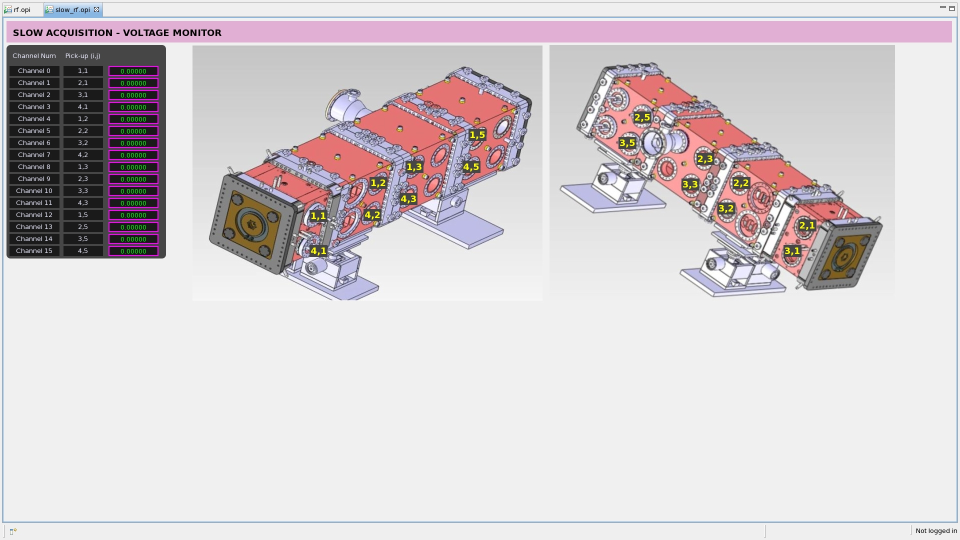 rf.opi slow_rf.opi
SLOW ACQUISITION - VOLTAGE MONITOR
Channel Num Pick-up (i,j)
Channel 0 1,1 0.00000
Channel 1 2,1 0.00000
Channel 2 3,1 0.00000
Channel 3 4,1 0.00000
Channel 4 1,2 0.00000
Channel 5 2,2 0.00000
Channel 6 3,2 0.00000
Channel 7 4,2 0.00000
Channel 8 1,3 0.00000
Channel 9 2,3 0.00000
Channel 10 3,3 0.00000
Channel 11 4,3 0.00000
Channel 12 1,5 0.00000
Channel 13 2,5 0.00000
Channel 14 3,5 0.00000
Channel 15 4,5 0.00000
1,5
1,3 4,5
1,2
4,3
1,1 4,2
4,1
2,5
3,5
2,3
3,3 2,2
3,2
2,1
3,1
Not logged in